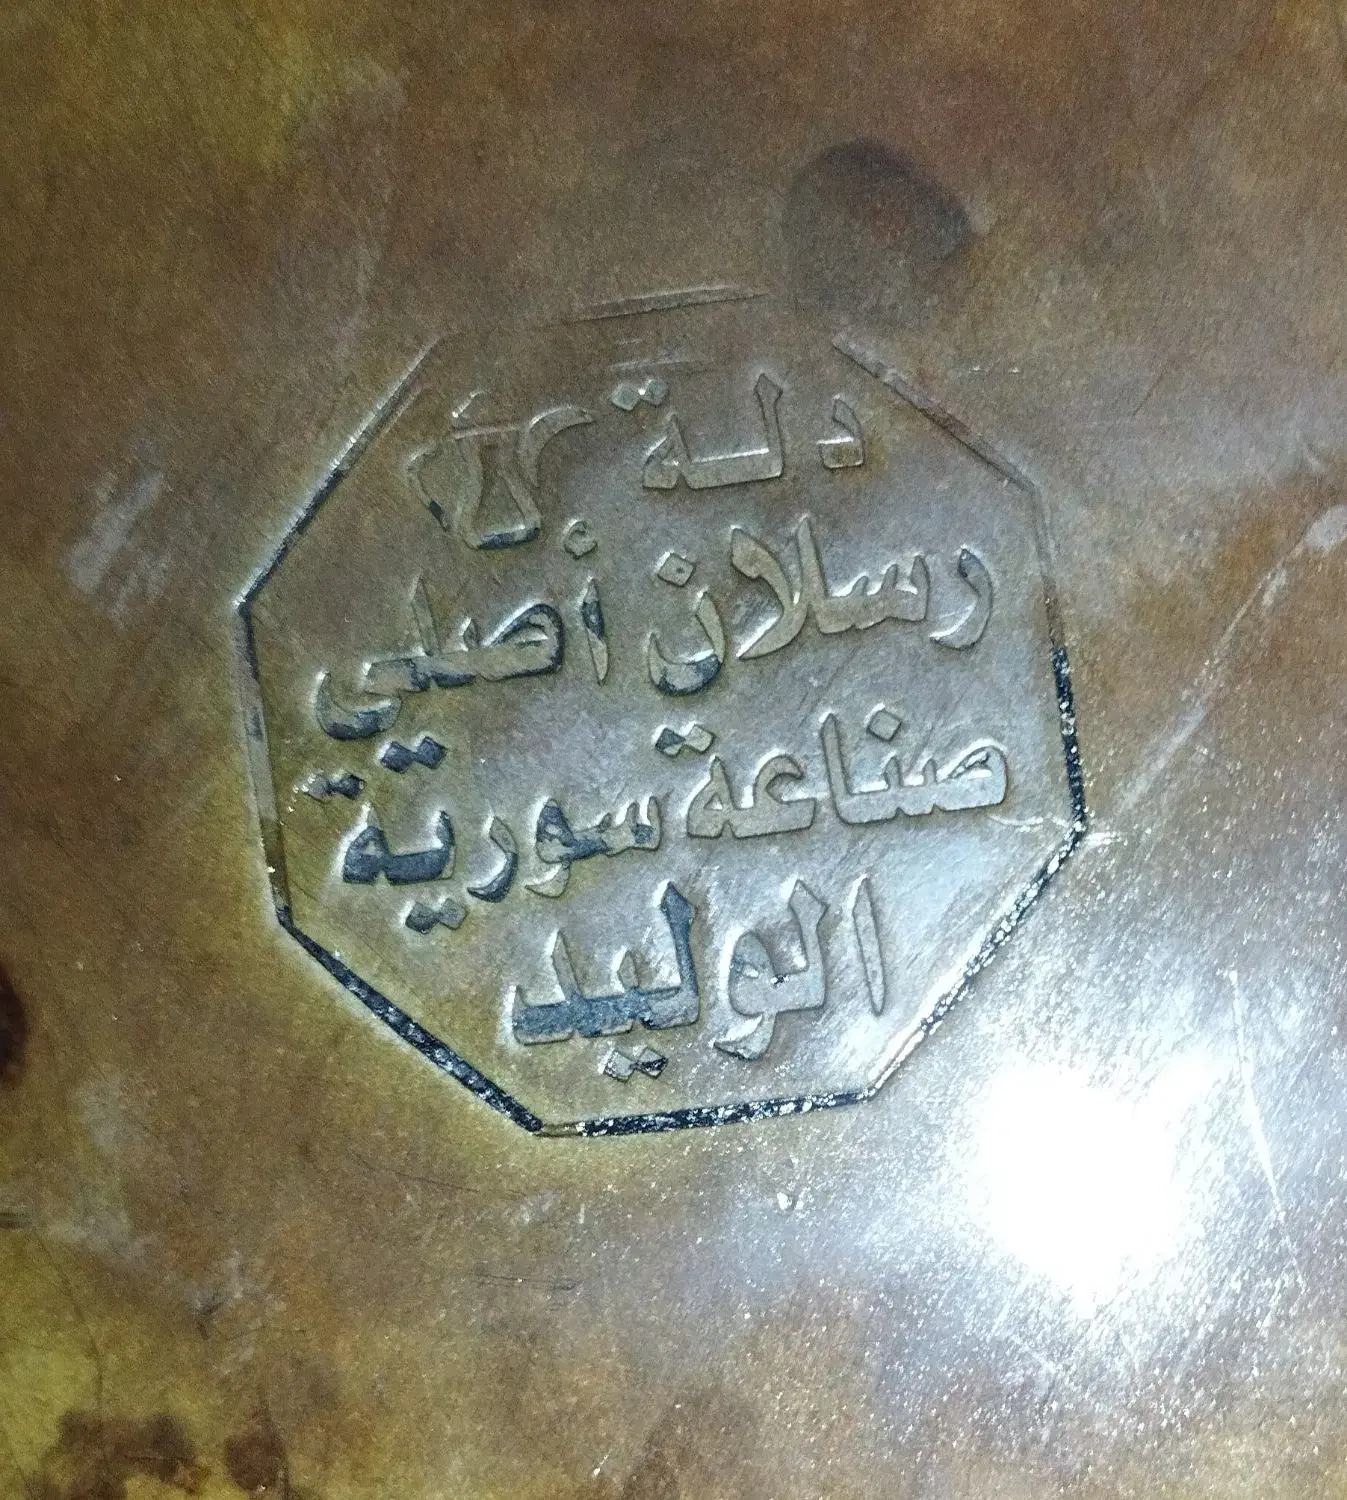 دلة
رسلان أصلي
صناعة سورية
الوليد